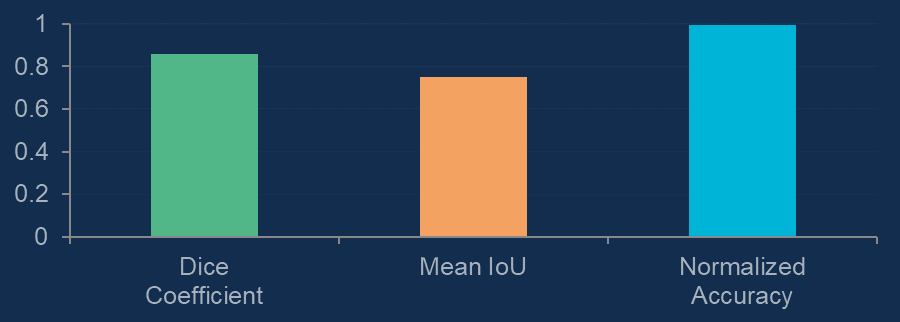 1
0.8
0.6
0.4
0.2
0
Dice
Coefficient
Mean IoU
Normalized
Accuracy